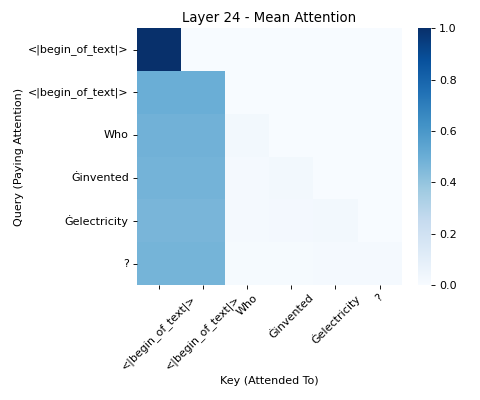 Layer 24 - Mean Attention
Query (Paying Attention)
<|begin_of_text|>
<|begin_of_text|>
Who
Ġinvented
Ġelectricity
?
<|begin_of_text|>
<|begin_of_text|>
Who
Ġinvented
Ġelectricity
?
Key (Attended To)
1.0
0.8
0.6
0.4
0.2
0.0